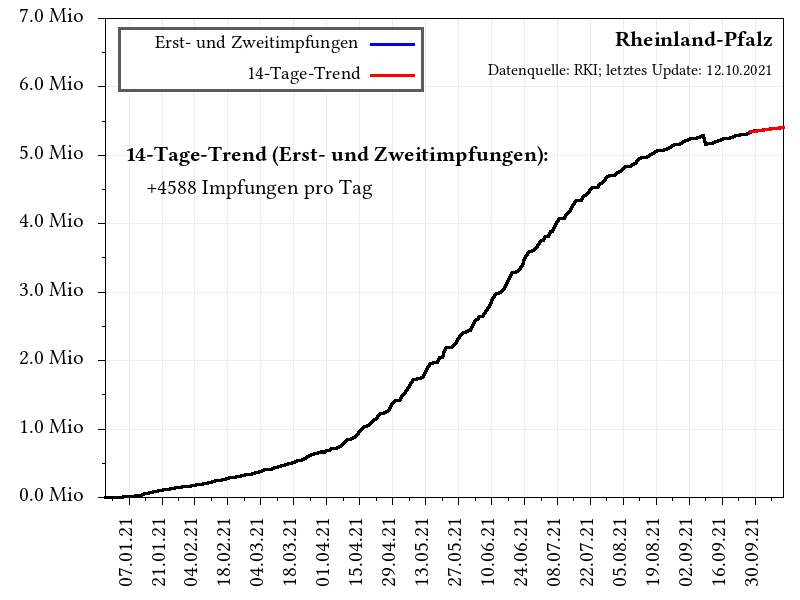 7.0 Mio
6.0 Mio
5.0 Mio
4.0 Mio
3.0 Mio
2.0 Mio
1.0 Mio
0.0 Mio
Erst- und Zweitimpfungen
14-Tage-Trend
Rheinland-Pfalz
Datenquelle: RKI; letztes Update: 12.10.2021
14-Tage-Trend (Erst- und Zweitimpfungen):
+4588 Impfungen pro Tag
07.01.21
21.01.21
04.02.21
18.02.21
04.03.21
18.03.21
01.04.21
15.04.21
29.04.21
13.05.21
27.05.21
10.06.21
24.06.21
08.07.21
22.07.21
05.08.21
19.08.21
02.09.21
16.09.21
30.09.21